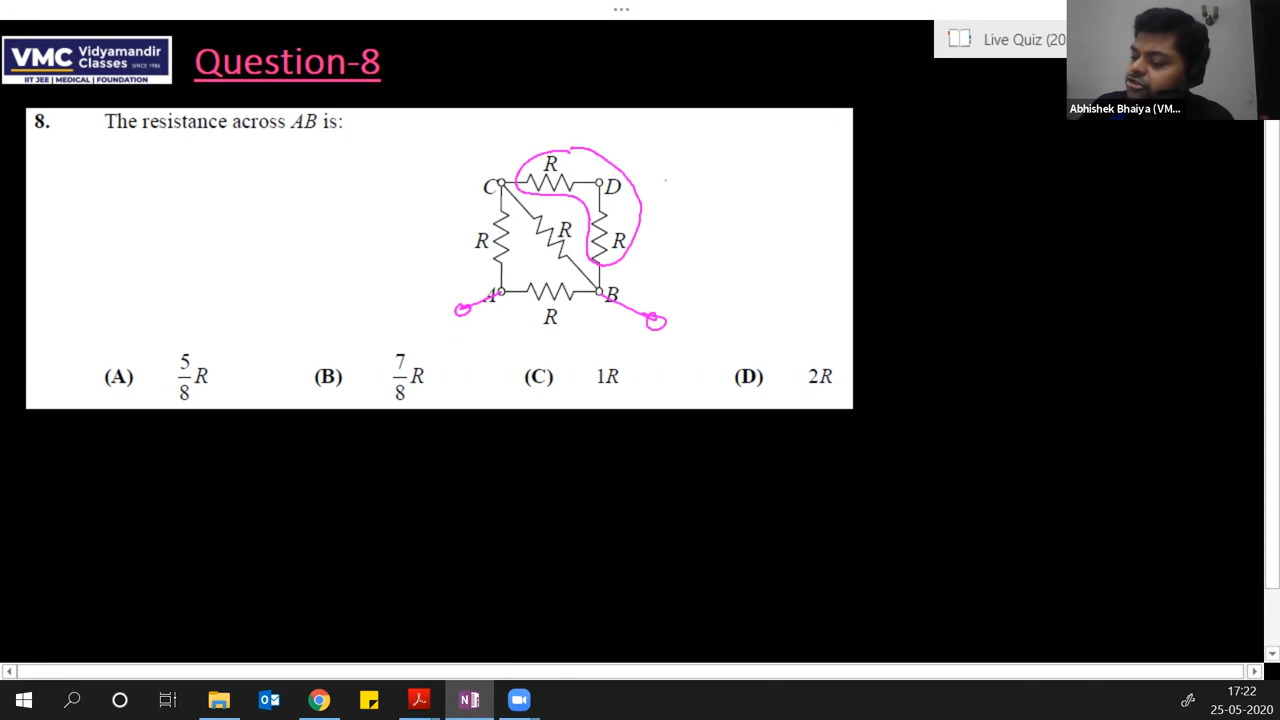 VMC Vidyamandir
Classes SINCE 1986
IIT JEE | MEDICAL | FOUNDATION
Question-8
Live Quiz (20
Abhishek Bhaiya (VM...
8. The resistance across AB is:
R
C D
R R R
A B
R
(A) 5/8 R (B) 7/8 R (C) 1R (D) 2R
17:22
25-05-2020